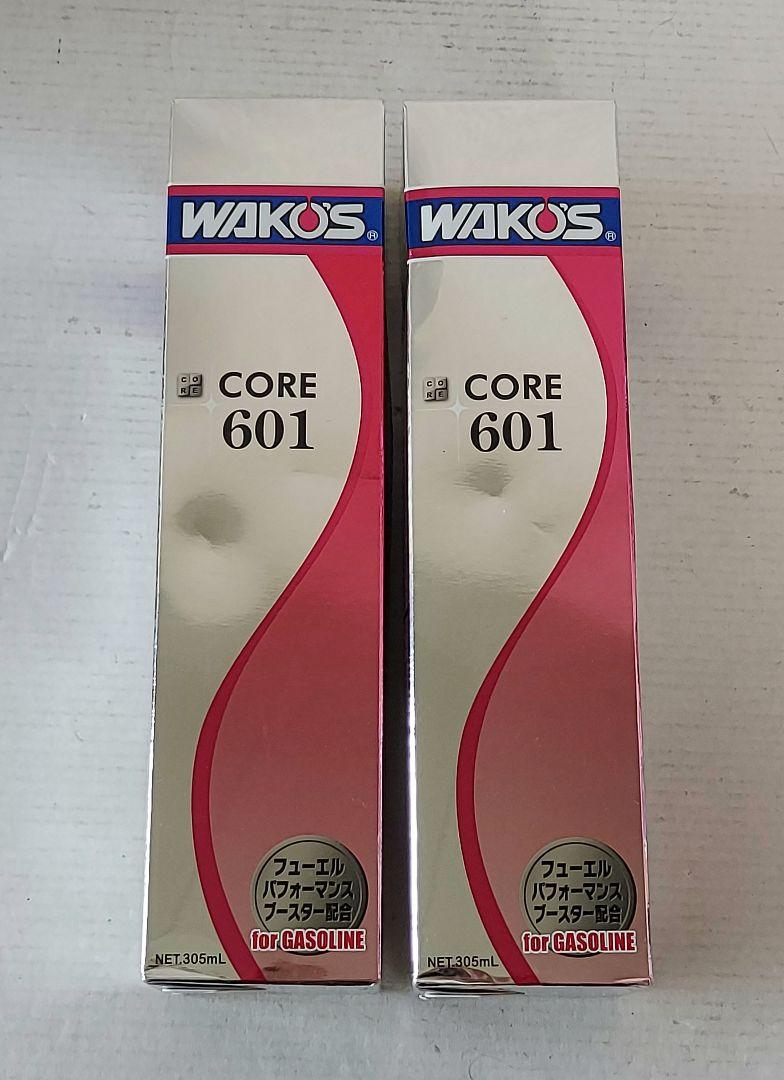 WAKO'S®
CORE
CORE
601
フューエル
パフォーマンス
ブースター配合
for GASOLINE
NET.305mL
WAKO'S®
CORE
CORE
601
フューエル
パフォーマンス
ブースター配合
for GASOLINE
NET.305mL